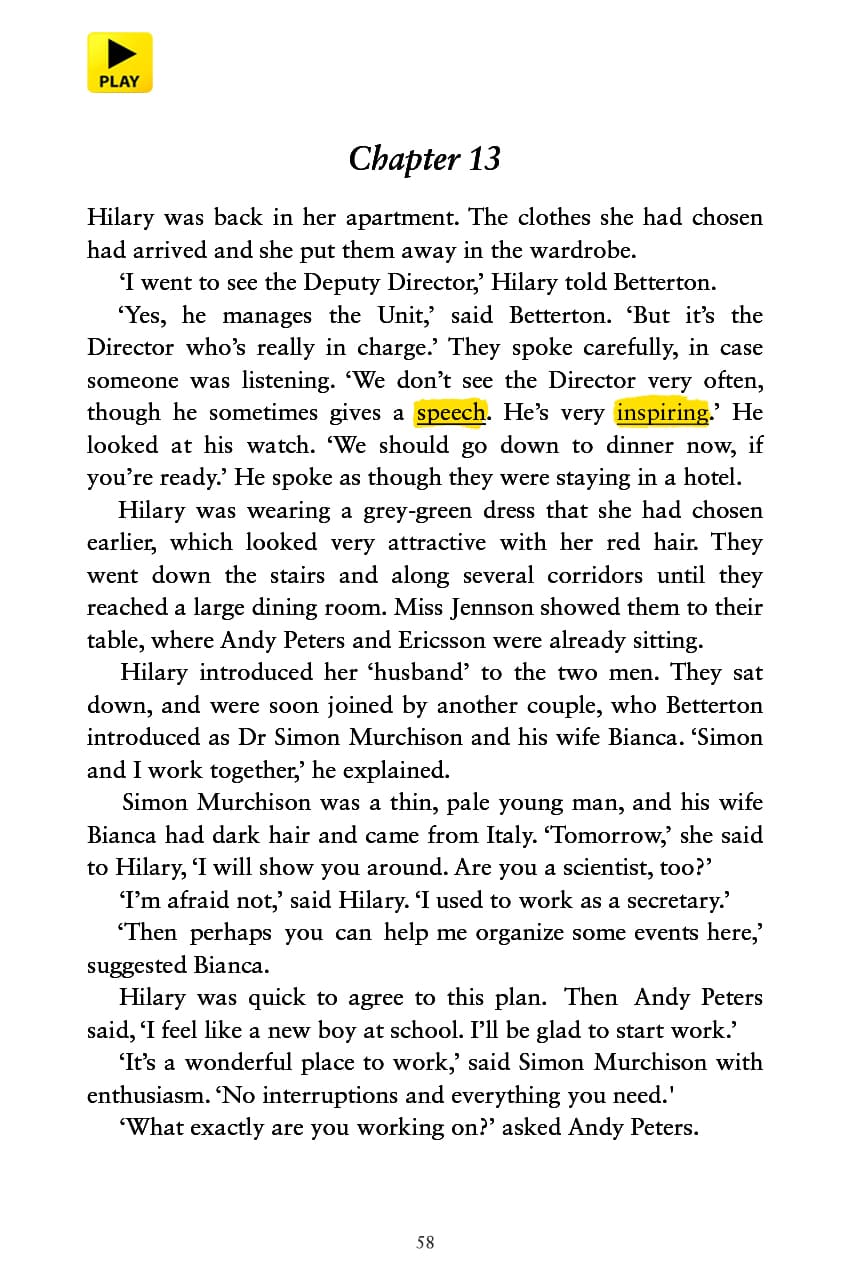 PLAY
Chapter 13
Hilary was back in her apartment. The clothes she had chosen
had arrived and she put them away in the wardrobe.
‘I went to see the Deputy Director,’ Hilary told Betterton.
‘Yes, he manages the Unit,’ said Betterton. ‘But it’s the
Director who’s really in charge.’ They spoke carefully, in case
someone was listening. ‘We don’t see the Director very often,
though he sometimes gives a speech. He’s very inspiring.’ He
looked at his watch. ‘We should go down to dinner now, if
you’re ready.’ He spoke as though they were staying in a hotel.
Hilary was wearing a grey-green dress that she had chosen
earlier, which looked very attractive with her red hair. They
went down the stairs and along several corridors until they
reached a large dining room. Miss Jennson showed them to their
table, where Andy Peters and Ericsson were already sitting.
Hilary introduced her ‘husband’ to the two men. They sat
down, and were soon joined by another couple, who Betterton
introduced as Dr Simon Murchison and his wife Bianca. ‘Simon
and I work together,’ he explained.
Simon Murchison was a thin, pale young man, and his wife
Bianca had dark hair and came from Italy. ‘Tomorrow,’ she said
to Hilary, ‘I will show you around. Are you a scientist, too?’
‘I’m afraid not,’ said Hilary. ‘I used to work as a secretary.’
‘Then perhaps you can help me organize some events here,’
suggested Bianca.
Hilary was quick to agree to this plan. Then Andy Peters
said, ‘I feel like a new boy at school. I’ll be glad to start work.’
‘It’s a wonderful place to work,’ said Simon Murchison with
enthusiasm. ‘No interruptions and everything you need.'
‘What exactly are you working on?’ asked Andy Peters.
58